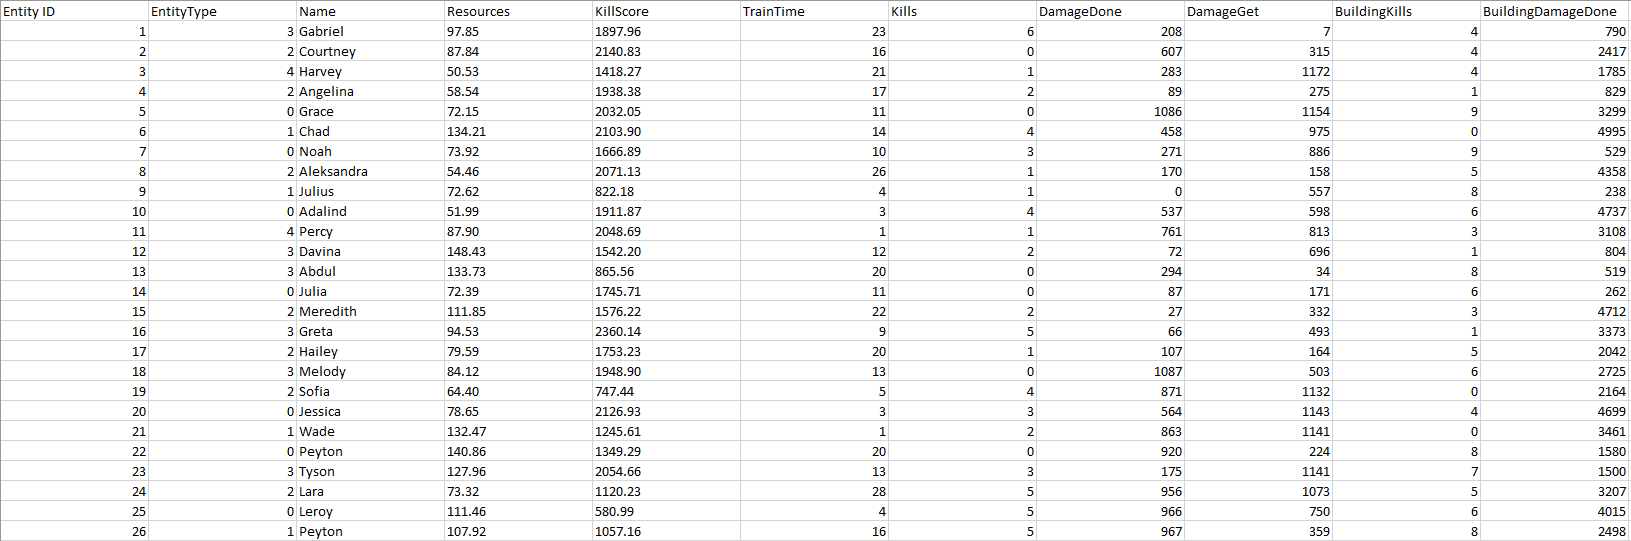 Entity ID EntityType Name Resources KillScore TrainTime Kills DamageDone DamageGet BuildingKills BuildingDamageDone
1 3 Gabriel 97.85 1897.96 23 6 208 7 4 790
2 2 Courtney 87.84 2140.83 16 0 607 315 4 2417
3 4 Harvey 50.53 1418.27 21 1 283 1172 4 1785
4 2 Angelina 58.54 1938.38 17 2 89 275 1 829
5 0 Grace 72.15 2032.05 11 0 1086 1154 9 3299
6 1 Chad 134.21 2103.90 14 4 458 975 0 4995
7 0 Noah 73.92 1666.89 10 3 271 886 9 529
8 2 Aleksandra 54.46 2071.13 26 1 170 158 5 4358
9 1 Julius 72.62 822.18 4 1 0 557 8 238
10 0 Adalind 51.99 1911.87 3 4 537 598 6 4737
11 4 Percy 87.90 2048.69 1 1 761 813 3 3108
12 3 Davina 148.43 1542.20 12 2 72 696 1 804
13 3 Abdul 133.73 865.56 20 0 294 34 8 519
14 0 Julia 72.39 1745.71 11 0 87 171 6 262
15 2 Meredith 111.85 1576.22 22 2 27 332 3 4712
16 3 Greta 94.53 2360.14 9 5 66 493 1 3373
17 2 Hailey 79.59 1753.23 20 1 107 164 5 2042
18 3 Melody 84.12 1948.90 13 0 1087 503 6 2725
19 2 Sofia 64.40 747.44 5 4 871 1132 0 2164
20 0 Jessica 78.65 2126.93 3 3 564 1143 4 4699
21 1 Wade 132.47 1245.61 1 2 863 1141 0 3461
22 0 Peyton 140.86 1349.29 20 0 920 224 8 1580
23 3 Tyson 127.96 2054.66 13 3 175 1141 7 1500
24 2 Lara 73.32 1120.23 28 5 956 1073 5 3207
25 0 Leroy 111.46 580.99 4 5 966 750 6 4015
26 1 Peyton 107.92 1057.16 16 5 967 359 8 2498